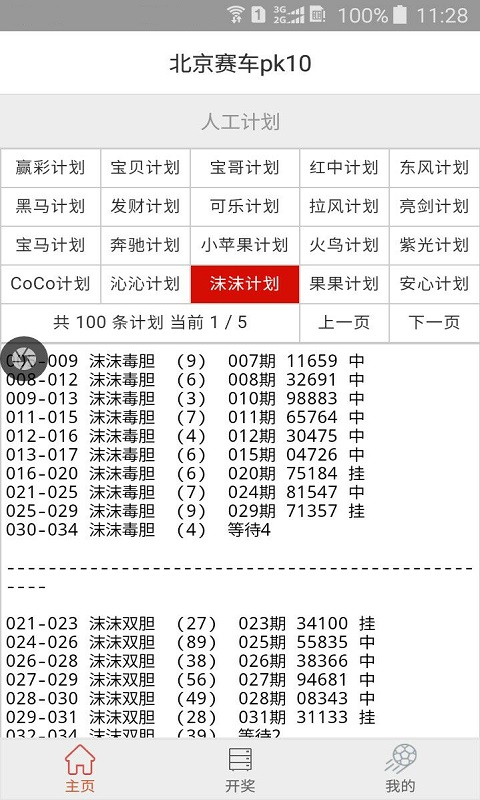 3G 2G 1 100% 11:28
北京赛车pk10
人工计划
赢彩计划 宝贝计划 宝哥计划 红中计划 东风计划
黑马计划 发财计划 可乐计划 拉风计划 亮剑计划
宝马计划 奔驰计划 小苹果计划 火鸟计划 紫光计划
CoCo计划 沁沁计划 沫沫计划 果果计划 安心计划
共 100 条计划 当前 1 / 5 上一页 下一页
-009 沫沫毒胆 (9) 007期 11659 中
008-012 沫沫毒胆 (6) 008期 32691 中
009-013 沫沫毒胆 (3) 010期 98883 中
011-015 沫沫毒胆 (7) 011期 65764 中
012-016 沫沫毒胆 (4) 012期 30475 中
013-017 沫沫毒胆 (6) 015期 04726 中
016-020 沫沫毒胆 (6) 020期 75184 挂
021-025 沫沫毒胆 (7) 024期 81547 中
025-029 沫沫毒胆 (9) 029期 71357 挂
030-034 沫沫毒胆 (4) 等待4
---------------------------------------------
----
021-023 沫沫双胆 (27) 023期 34100 挂
024-026 沫沫双胆 (89) 025期 55835 中
026-028 沫沫双胆 (38) 026期 38366 中
027-029 沫沫双胆 (56) 027期 94681 中
028-030 沫沫双胆 (49) 028期 08343 中
029-031 沫沫双胆 (28) 031期 31133 挂
032-034 沫沫双胆 (39) 等待2
主页 开奖 我的